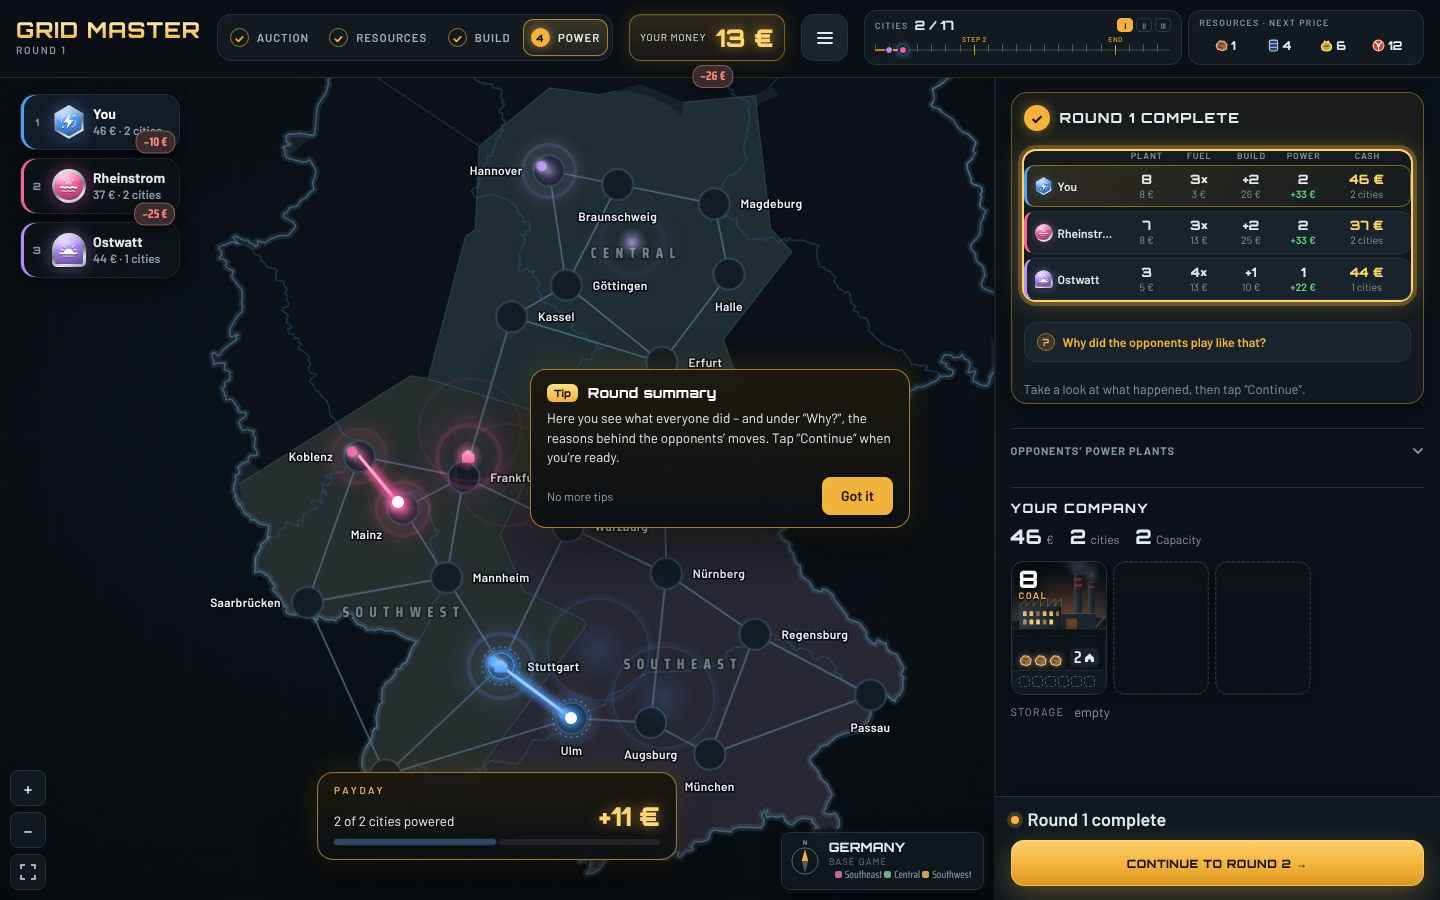 GRID MASTER
ROUND 1
AUCTION
RESOURCES
BUILD
4 POWER
YOUR MONEY 13 €
-26 €
CITIES 2 / 17
I II III
STEP 2
END
RESOURCES · NEXT PRICE
1 4 6 12
1 You
46 € · 2 cities
-10 €
2 Rheinstrom
37 € · 2 cities
-25 €
3 Ostwatt
44 € · 1 cities
Hannover
Braunschweig
Magdeburg
CENTRAL
Göttingen
Halle
Kassel
Erfurt
Koblenz
Mainz
Mannheim
Nürnberg
Saarbrücken
SOUTHWEST
Regensburg
Stuttgart
SOUTHEAST
Passau
Ulm
Augsburg
München
Tip Round summary
Here you see what everyone did – and under “Why?”, the
reasons behind the opponents’ moves. Tap “Continue” when
you’re ready.
No more tips
Got it
PAYDAY
2 of 2 cities powered
+11 €
+
−
N
GERMANY
BASE GAME
Southeast Central Southwest
ROUND 1 COMPLETE
PLANT FUEL BUILD POWER CASH
You 8 3x +2 2 46 €
8 € 3 € 26 € +33 € 2 cities
Rheinstr... 7 3x +2 2 37 €
8 € 13 € 25 € +33 € 2 cities
Ostwatt 3 4x +1 1 44 €
5 € 13 € 10 € +22 € 1 cities
? Why did the opponents play like that?
Take a look at what happened, then tap “Continue”.
OPPONENTS’ POWER PLANTS
YOUR COMPANY
46 € 2 cities 2 Capacity
8
COAL
2
STORAGE empty
Round 1 complete
CONTINUE TO ROUND 2 →